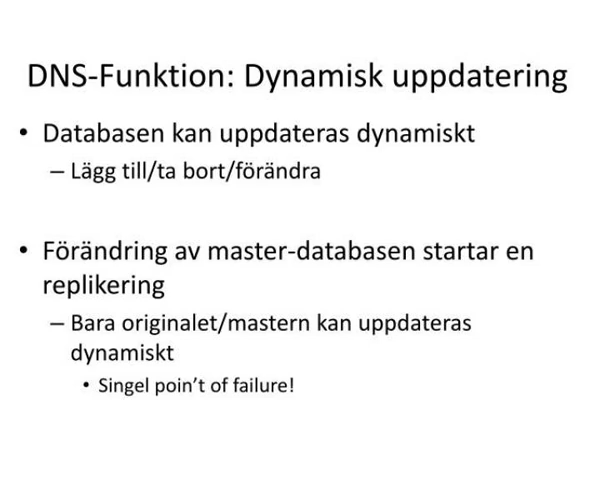 DNS-Funktion: Dynamisk uppdatering
• Databasen kan uppdateras dynamiskt
– Lägg till/ta bort/förändra
• Förändring av master-databasen startar en
replikering
– Bara originalet/mastern kan uppdateras
dynamiskt
• Singel poin’t of failure!